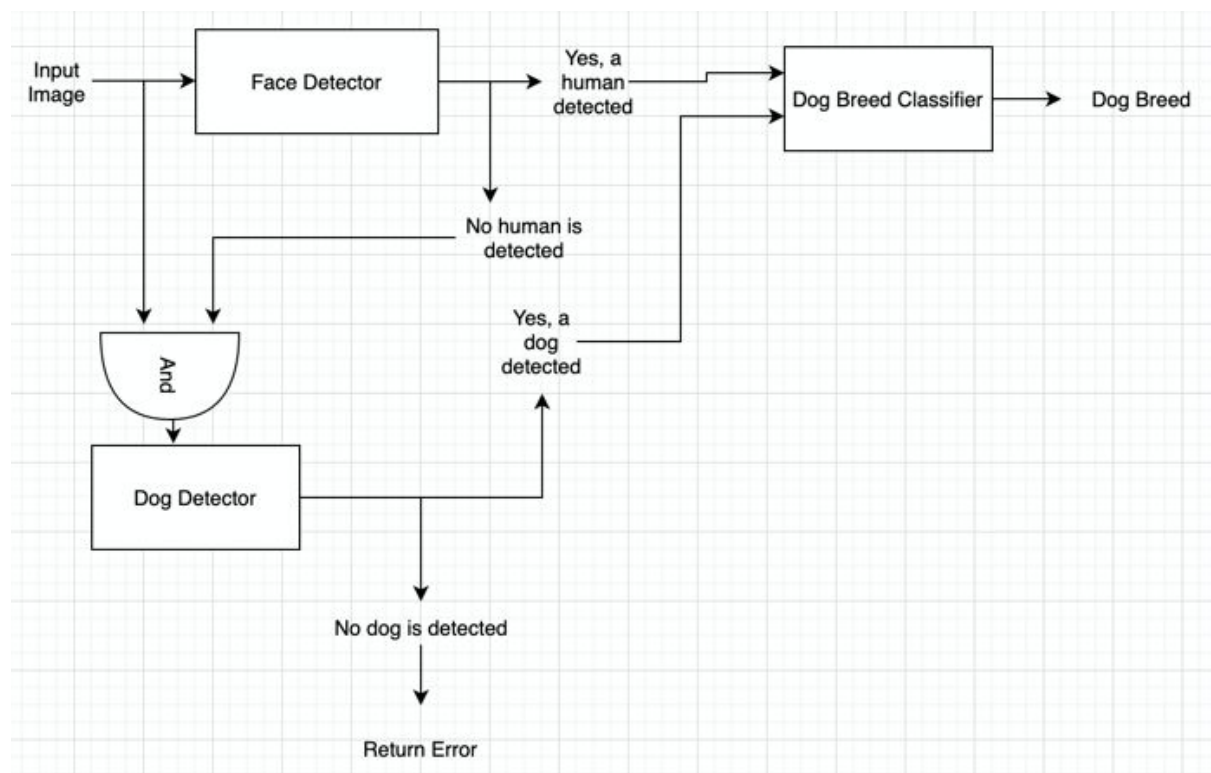 Input
Image
Face Detector
Yes, a
human
detected
Dog Breed Classifier
Dog Breed
No human is
detected
Yes, a
dog
detected
And
Dog Detector
No dog is detected
Return Error